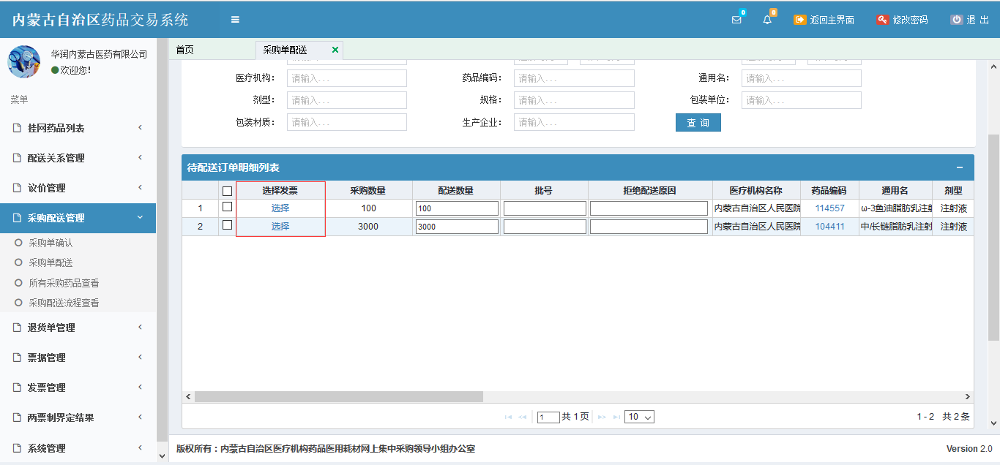 内蒙古自治区药品交易系统
0
0
返回主界面
修改密码
退 出
华润内蒙古医药有限公司
欢迎您!
首页
采购单配送
菜单
挂网药品列表
配送关系管理
议价管理
采购配送管理
采购单确认
采购单配送
所有采购药品查看
采购配送流程查看
退货单管理
票据管理
发票管理
两票制界定结果
系统管理
医疗机构: 请输入... 药品编码: 请输入... 通用名: 请输入...
剂型: 请输入... 规格: 请输入... 包装单位: 请输入...
包装材质: 请输入... 生产企业: 请输入... 查 询
待配送订单明细列表
选择发票 采购数量 配送数量 批号 拒绝配送原因 医疗机构名称 药品编码 通用名 剂型
1 选择 100 100 内蒙古自治区人民医院 114557 ω-3鱼油脂肪乳注射 注射液
2 选择 3000 3000 内蒙古自治区人民医院 104411 中/长链脂肪乳注射 注射液
1 共 1 页 10 1 - 2 共 2 条
版权所有:内蒙古自治区医疗机构药品医用耗材网上集中采购领导小组办公室 Version 2.0